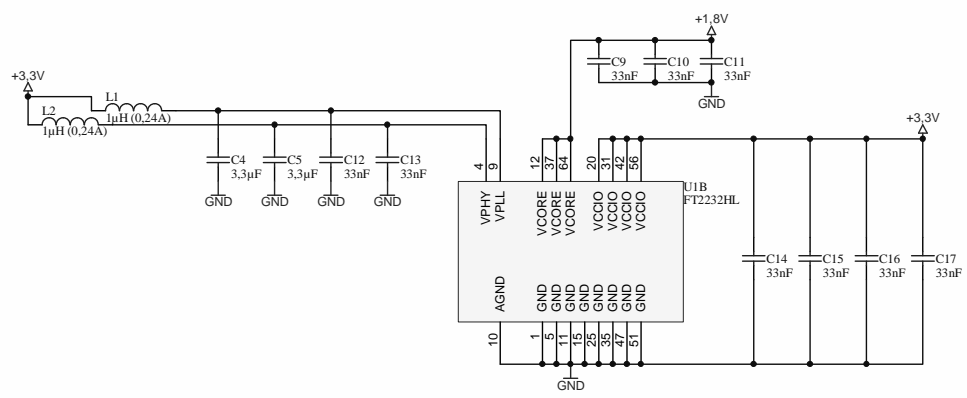 +1,8V
C9
33nF
C10
33nF
C11
33nF
GND
+3,3V
L1
1µH (0,24A)
L2
1µH (0,24A)
+3,3V
C4
3,3µF
GND
C5
3,3µF
GND
C12
33nF
GND
C13
33nF
GND
4
9
12
37
64
20
31
42
56
U1B
FT2232HL
VPHY
VPLL
VCORE
VCORE
VCORE
VCCIO
VCCIO
VCCIO
VCCIO
C14
33nF
C15
33nF
C16
33nF
C17
33nF
AGND
GND
GND
GND
GND
GND
GND
GND
GND
10
1
5
11
15
25
35
47
51
GND